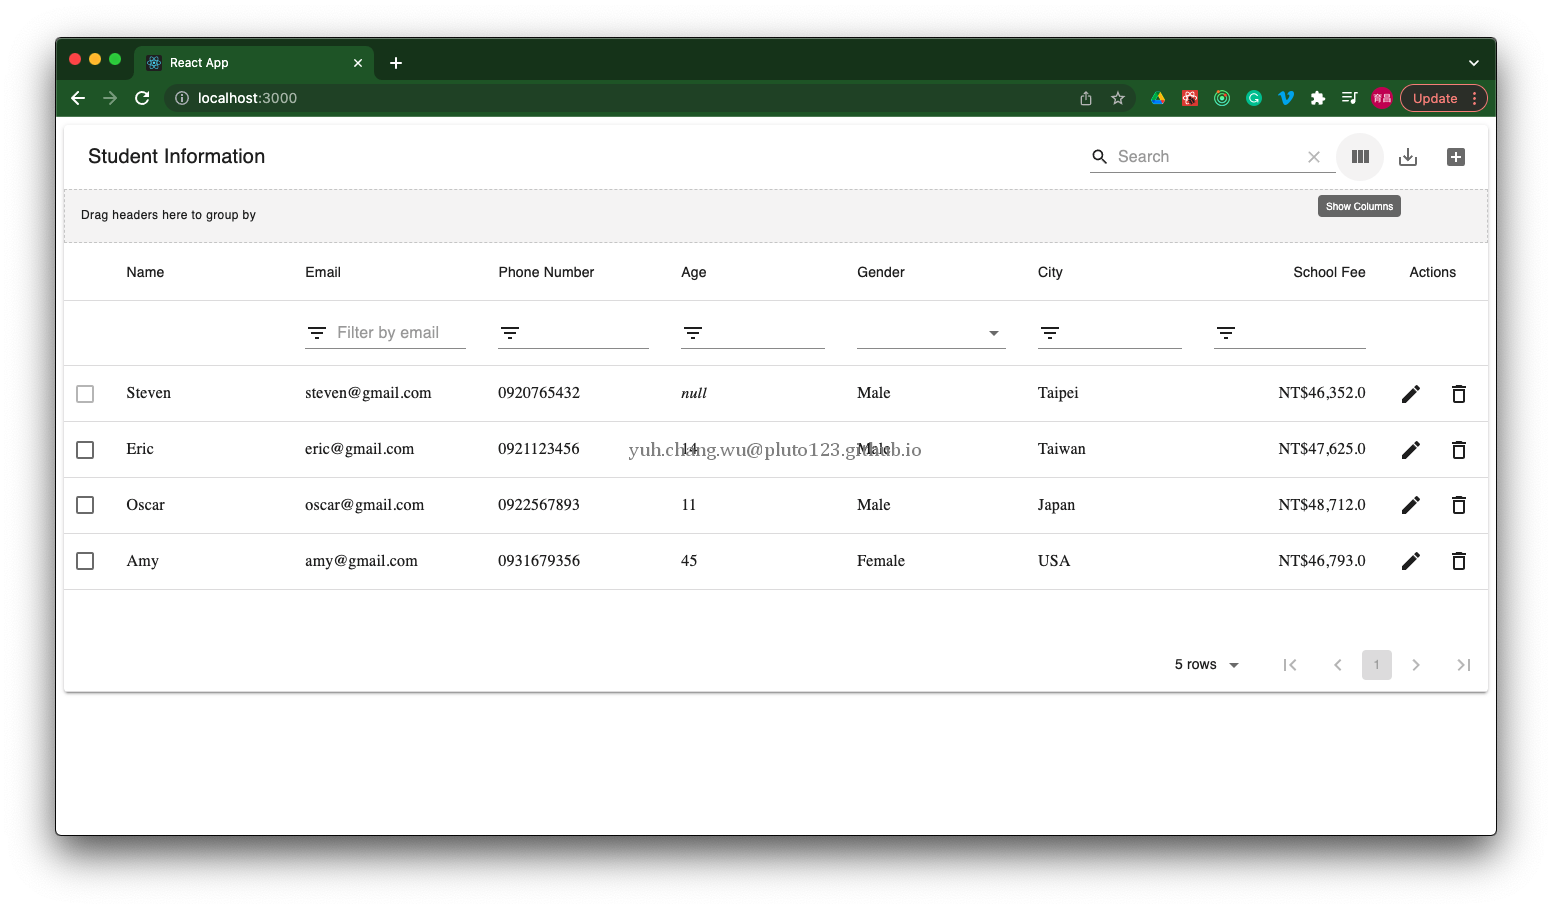 React App
localhost:3000
育昌
Update
Student Information
Search
Show Columns
Drag headers here to group by
Name Email Phone Number Age Gender City School Fee Actions
Filter by email
Steven steven@gmail.com 0920765432 null Male Taipei NT$46,352.0
Eric eric@gmail.com 0921123456 14 Male Taiwan NT$47,625.0
yuh.chang.wu@pluto123.github.io
Oscar oscar@gmail.com 0922567893 11 Male Japan NT$48,712.0
Amy amy@gmail.com 0931679356 45 Female USA NT$46,793.0
5 rows 1